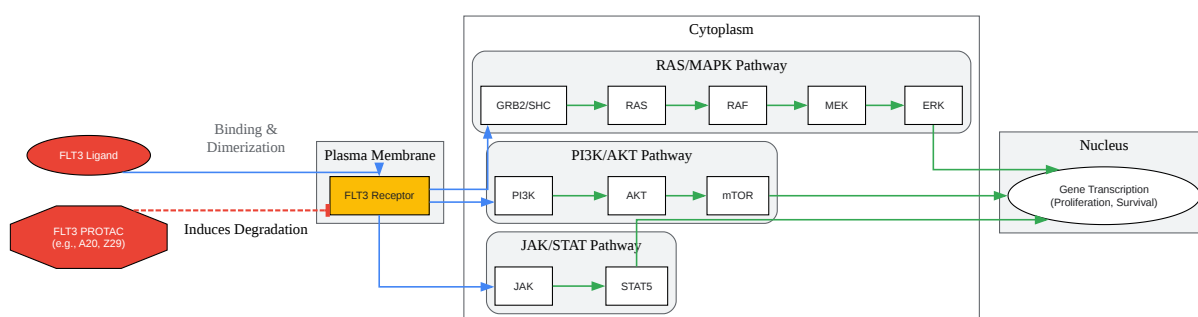 Cytoplasm
RAS/MAPK Pathway
GRB2/SHC
RAS
RAF
MEK
ERK
Binding &
Dimerization
FLT3 Ligand
Plasma Membrane
FLT3 Receptor
PI3K/AKT Pathway
PI3K
AKT
mTOR
Nucleus
Gene Transcription
(Proliferation, Survival)
FLT3 PROTAC
(e.g., A20, Z29)
Induces Degradation
JAK/STAT Pathway
JAK
STAT5